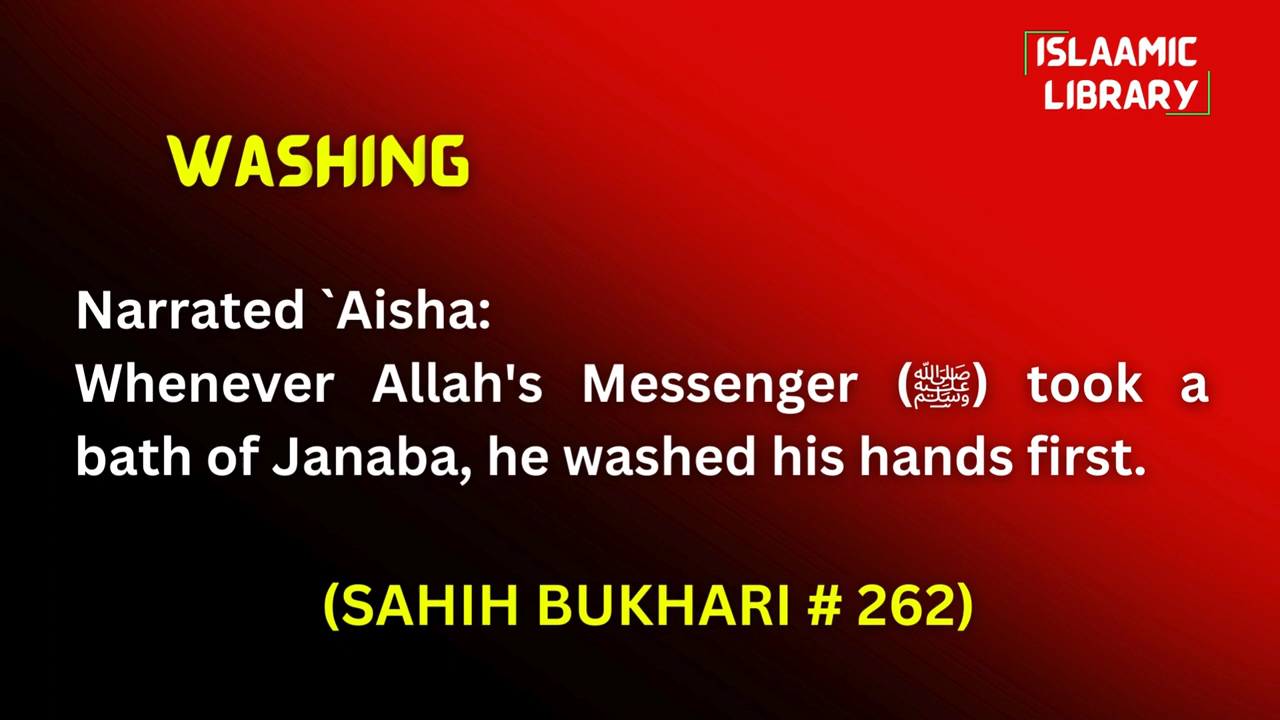 ISLAAMIC
LIBRARY
WASHING
Narrated `Aisha:
Whenever Allah's Messenger (ﷺ) took a
bath of Janaba, he washed his hands first.
(SAHIH BUKHARI # 262)